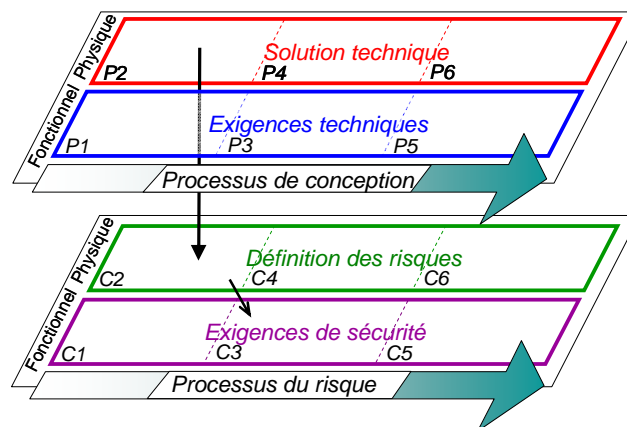 Physique
Solution technique
P2
P4
P6
Fonctionnel
Exigences techniques
P1
P3
P5
Processus de conception
Physique
Définition des risques
C2
C4
C6
Fonctionnel
Exigences de sécurité
C1
C3
C5
Processus du risque